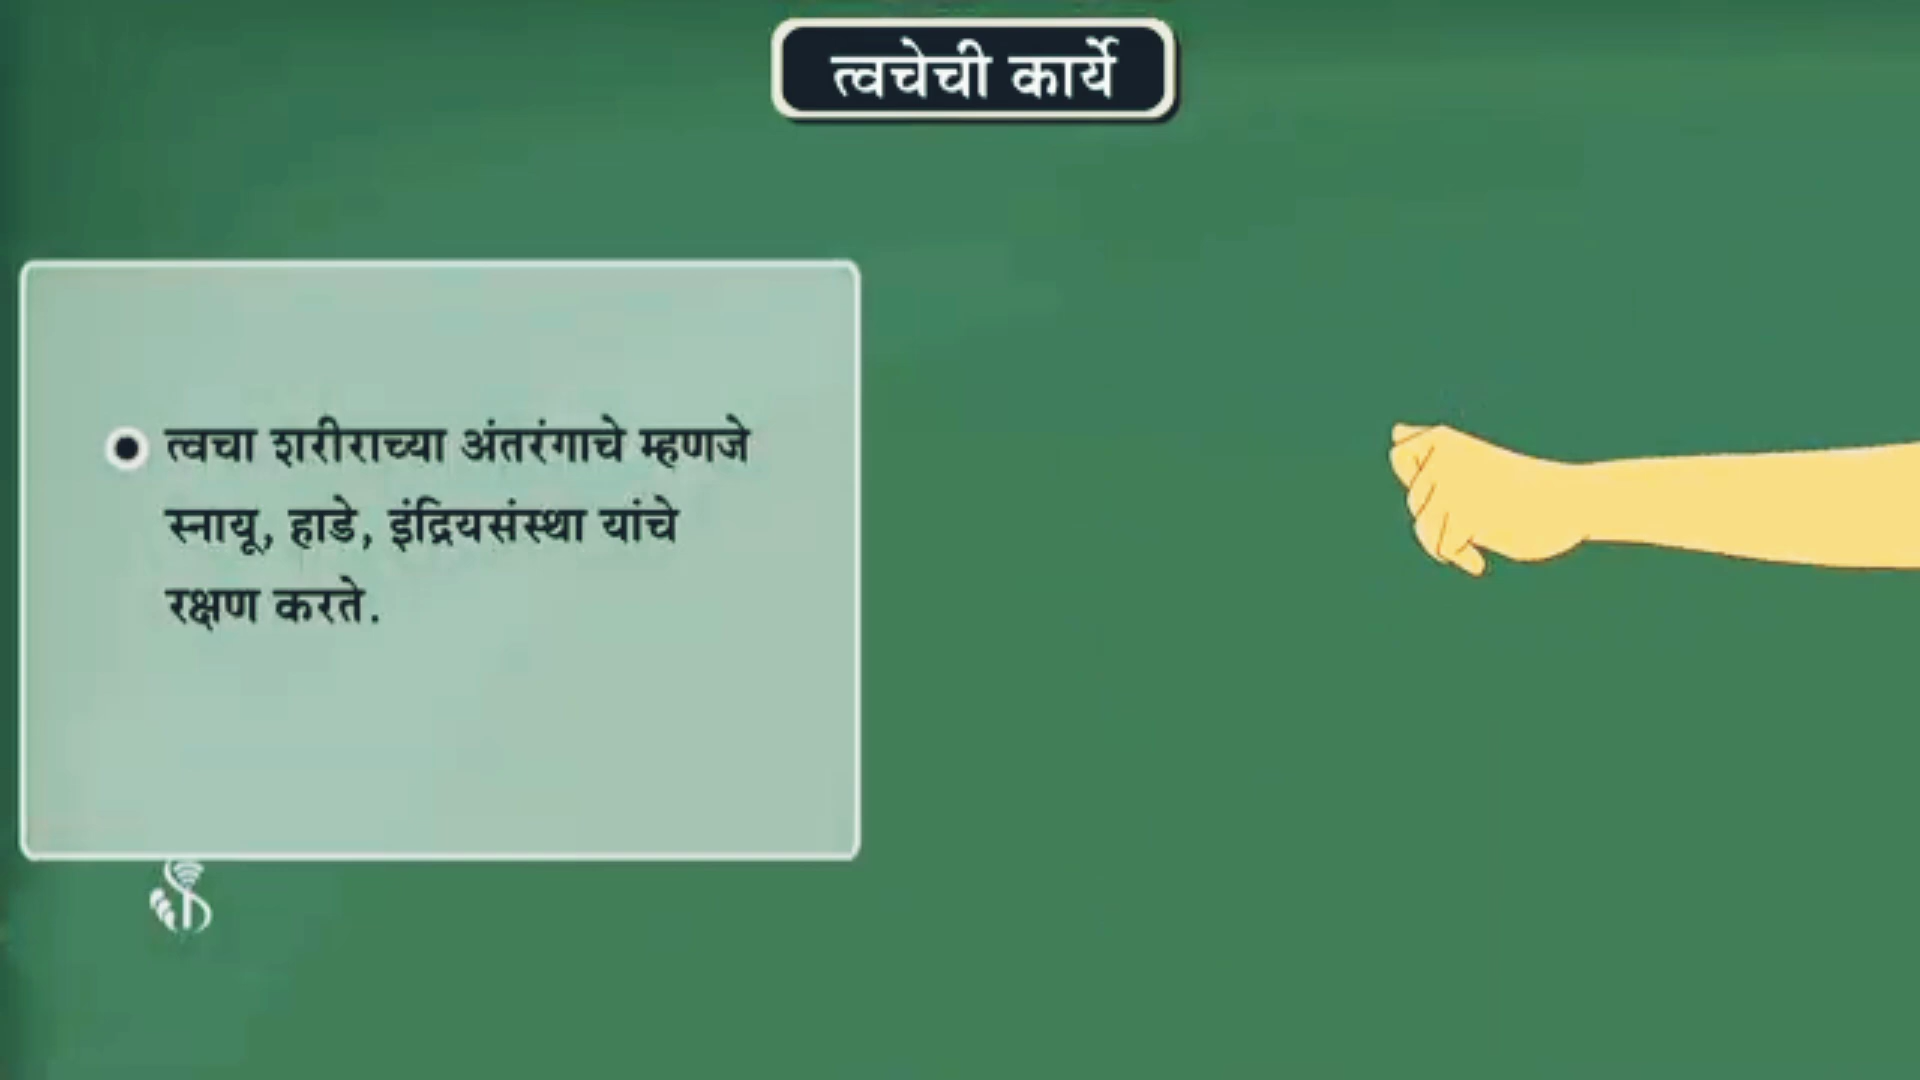 त्वचेची कार्ये
त्वचा शरीराच्या अंतरंगाचे म्हणजे
स्नायू, हाडे, इंद्रियसंस्था यांचे
रक्षण करते.